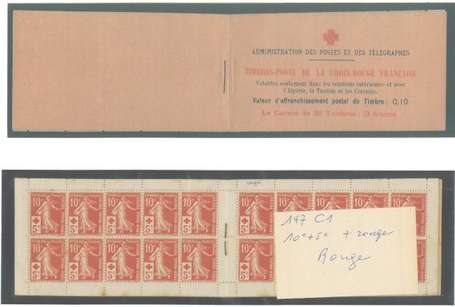 ADMINISTRATION DES POSTES ET DES TÉLÉGRAPHES
TIMBRES-POSTE DE LA CROIX-ROUGE FRANÇAISE
Valables seulement dans les relations intérieures et avec
l'Algérie, la Tunisie et les Colonies.
Valeur d'affranchissement postal du Timbre: 0,10
Le Carnet de 20 Timbres: 3 francs
147 C1
10c+5c + rouge
Rouge